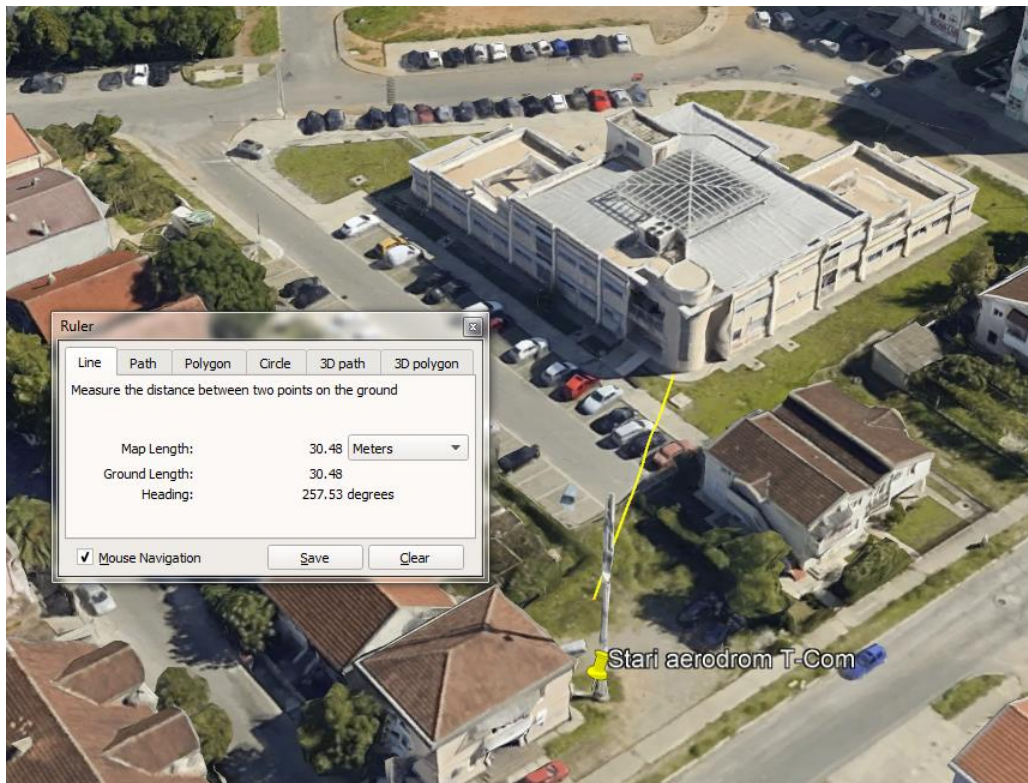 Ruler
x
Line Path Polygon Circle 3D path 3D polygon
Measure the distance between two points on the ground
Map Length: 30.48 Meters
Ground Length: 30.48
Heading: 257.53 degrees
Mouse Navigation Save Clear
Stari aerodrom T-Com